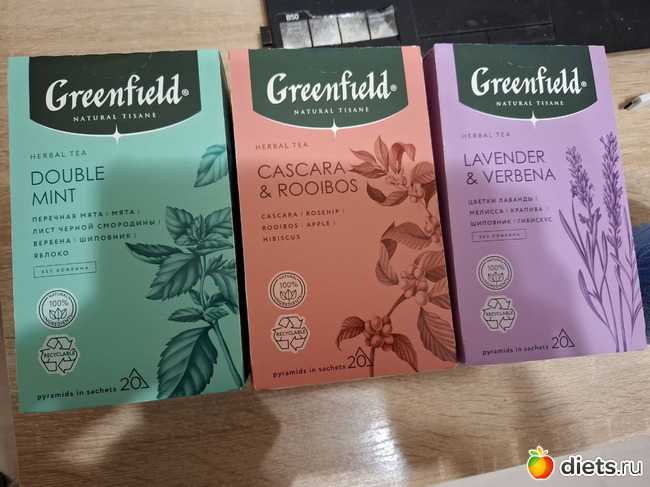 B50
Greenfield®
NATURAL TISANE
HERBAL TEA
DOUBLE
MINT
ПЕРЕЧНАЯ МЯТА | МЯТА |
ЛИСТ ЧЕРНОЙ СМОРОДИНЫ |
ВЕРБЕНА | ШИПОВНИК |
ЯБЛОКО
БЕЗ КОФЕИНА
NATURAL
100%
INGREDIENTS
RECYCLABLE
pyramids in sachets 20
Greenfield®
NATURAL TISANE
HERBAL TEA
CASCARA
& ROOIBOS
CASCARA | ROSEHIP |
ROOIBOS | APPLE |
HIBISCUS
NATURAL
100%
INGREDIENTS
RECYCLABLE
pyramids in sachets 20
Greenfield®
NATURAL TISANE
HERBAL TEA
LAVENDER
& VERBENA
ЦВЕТКИ ЛАВАНДЫ |
МЕЛИССА | КРАПИВА |
ШИПОВНИК | ГИБИСКУС
БЕЗ КОФЕИНА
NATURAL
100%
INGREDIENTS
RECYCLABLE
pyramids in sachets 20
diets.ru